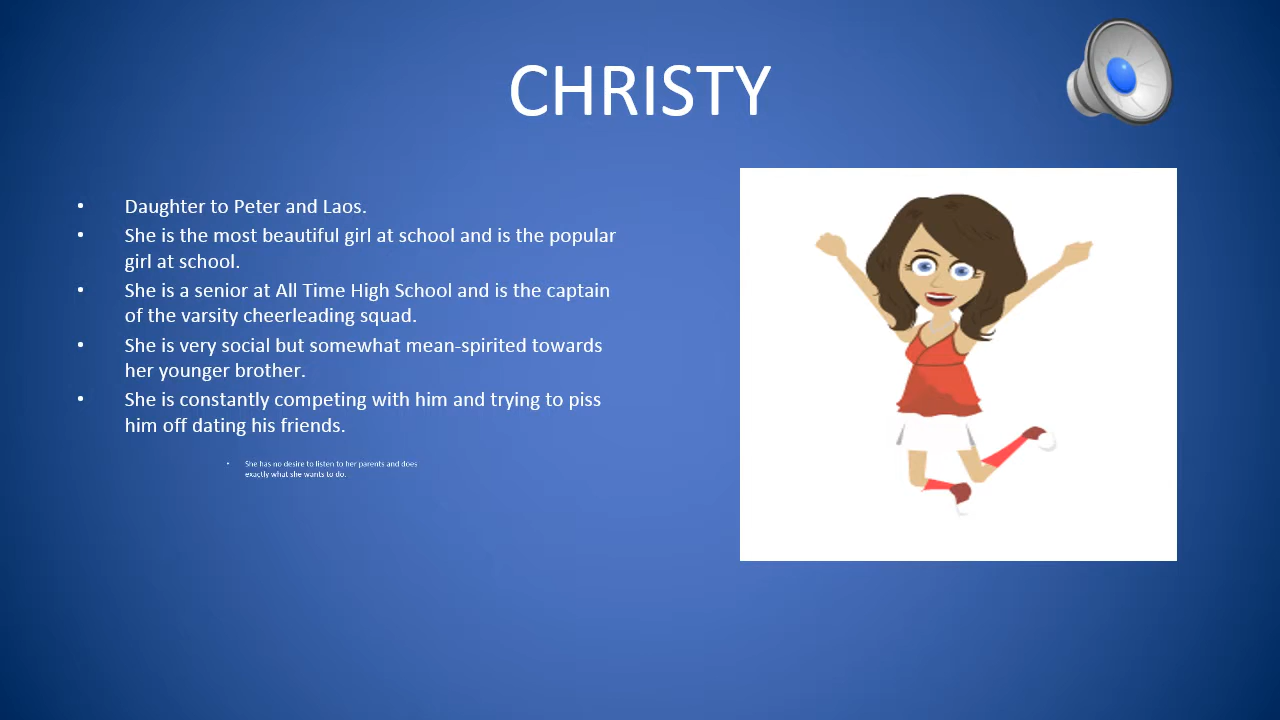 CHRISTY
• Daughter to Peter and Laos.
• She is the most beautiful girl at school and is the popular
girl at school.
• She is a senior at All Time High School and is the captain
of the varsity cheerleading squad.
• She is very social but somewhat mean-spirited towards
her younger brother.
• She is constantly competing with him and trying to piss
him off dating his friends.
• She has no desire to listen to her parents and does
exactly what she wants to do.